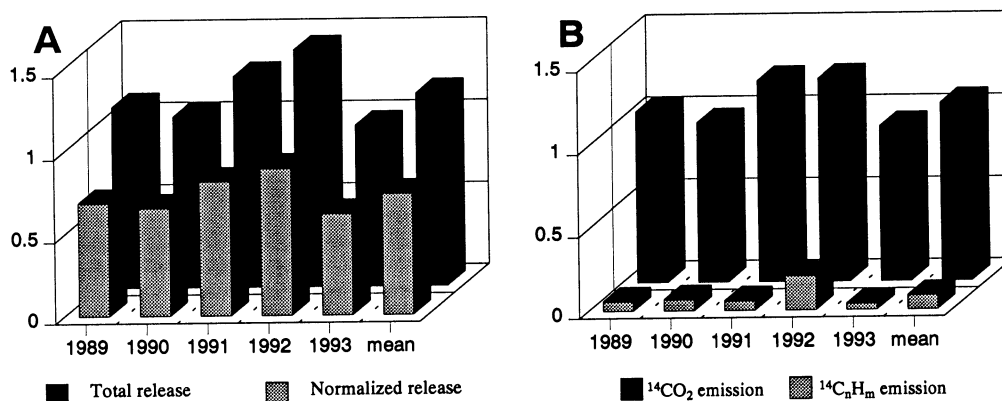 A
1.5
1
0.5
0
1989 1990 1991 1992 1993 mean
Total release
Normalized release
B
1.5
1
0.5
0
1989 1990 1991 1992 1993 mean
¹⁴CO₂ emission
¹⁴CₙHₘ emission